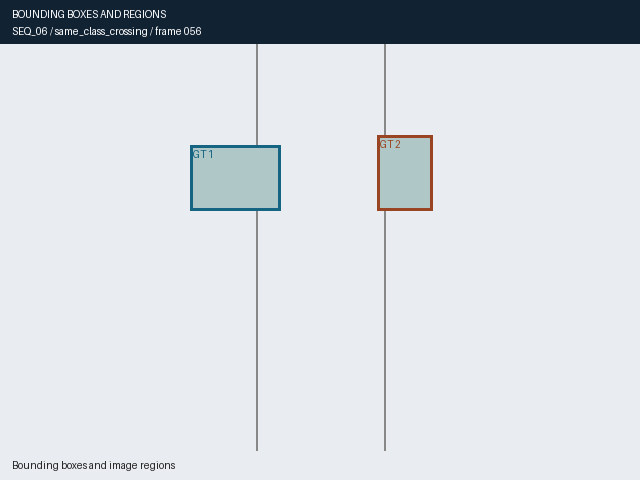 BOUNDING BOXES AND REGIONS
SEQ_06 / same_class_crossing / frame 056
GT1
GT2
Bounding boxes and image regions